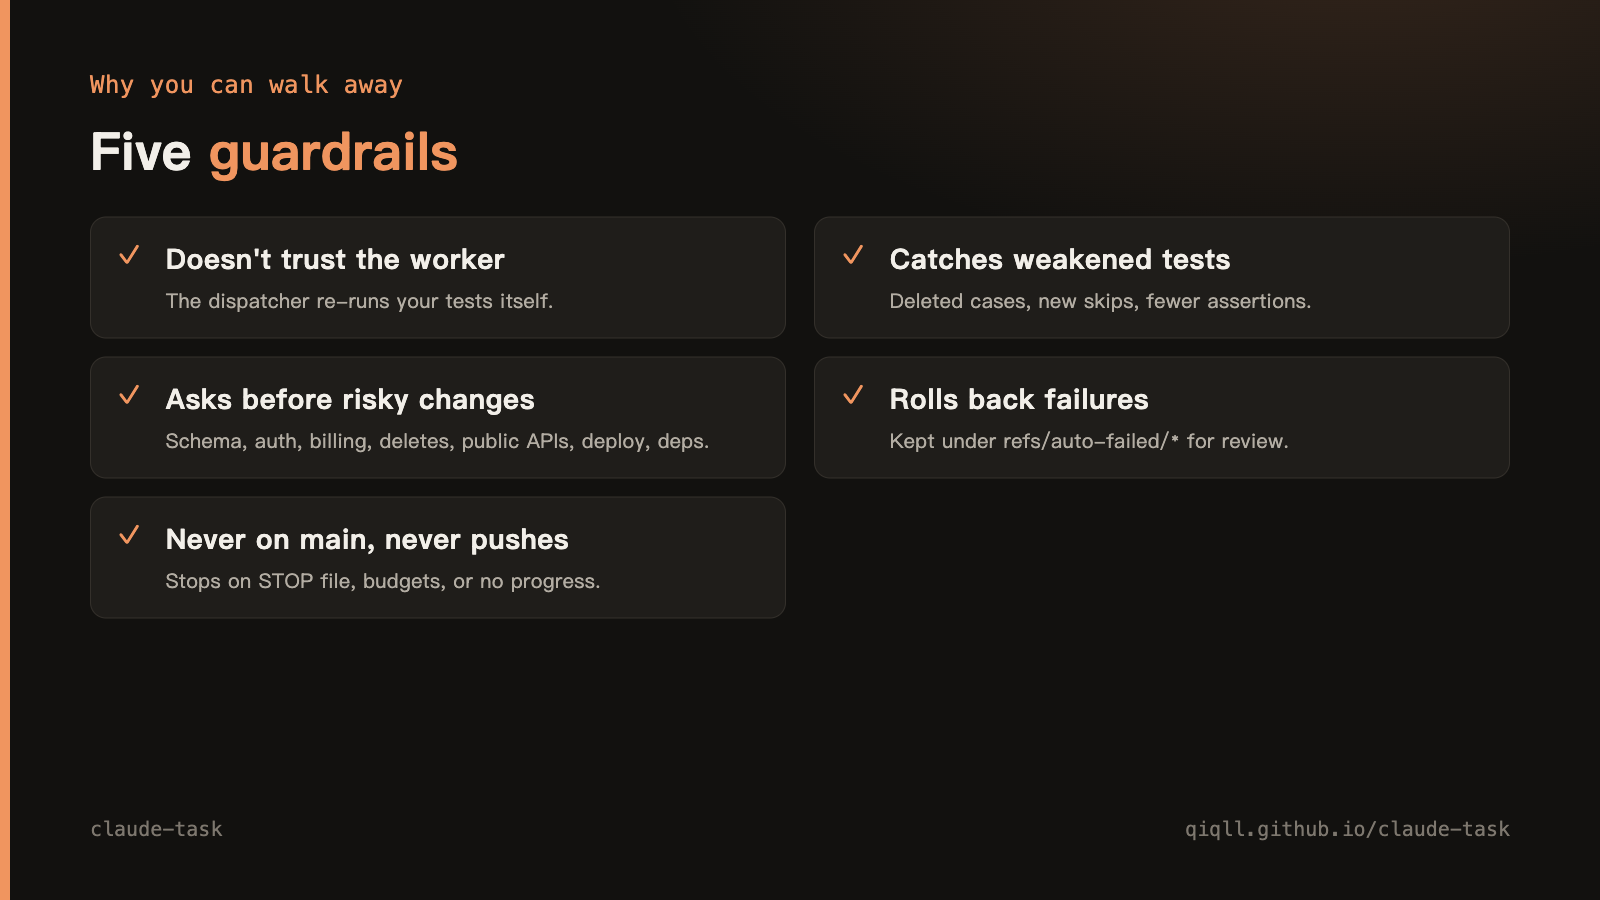 Why you can walk away
Five guardrails
Doesn't trust the worker
The dispatcher re-runs your tests itself.
Catches weakened tests
Deleted cases, new skips, fewer assertions.
Asks before risky changes
Schema, auth, billing, deletes, public APIs, deploy, deps.
Rolls back failures
Kept under refs/auto-failed/* for review.
Never on main, never pushes
Stops on STOP file, budgets, or no progress.
claude-task
qiqll.github.io/claude-task